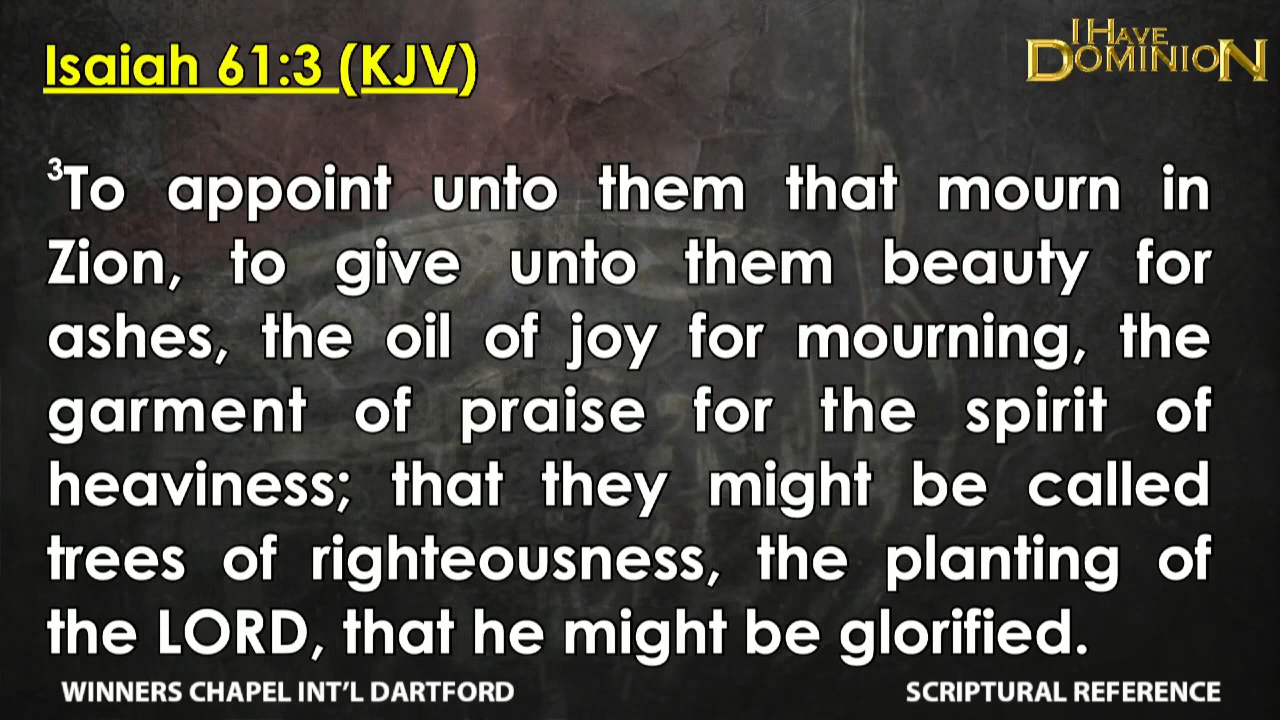 Isaiah 61:3 (KJV)
I HAVE
DOMINION
3To appoint unto them that mourn in
Zion, to give unto them beauty for
ashes, the oil of joy for mourning, the
garment of praise for the spirit of
heaviness; that they might be called
trees of righteousness, the planting of
the LORD, that he might be glorified.
WINNERS CHAPEL INT'L DARTFORD
SCRIPTURAL REFERENCE